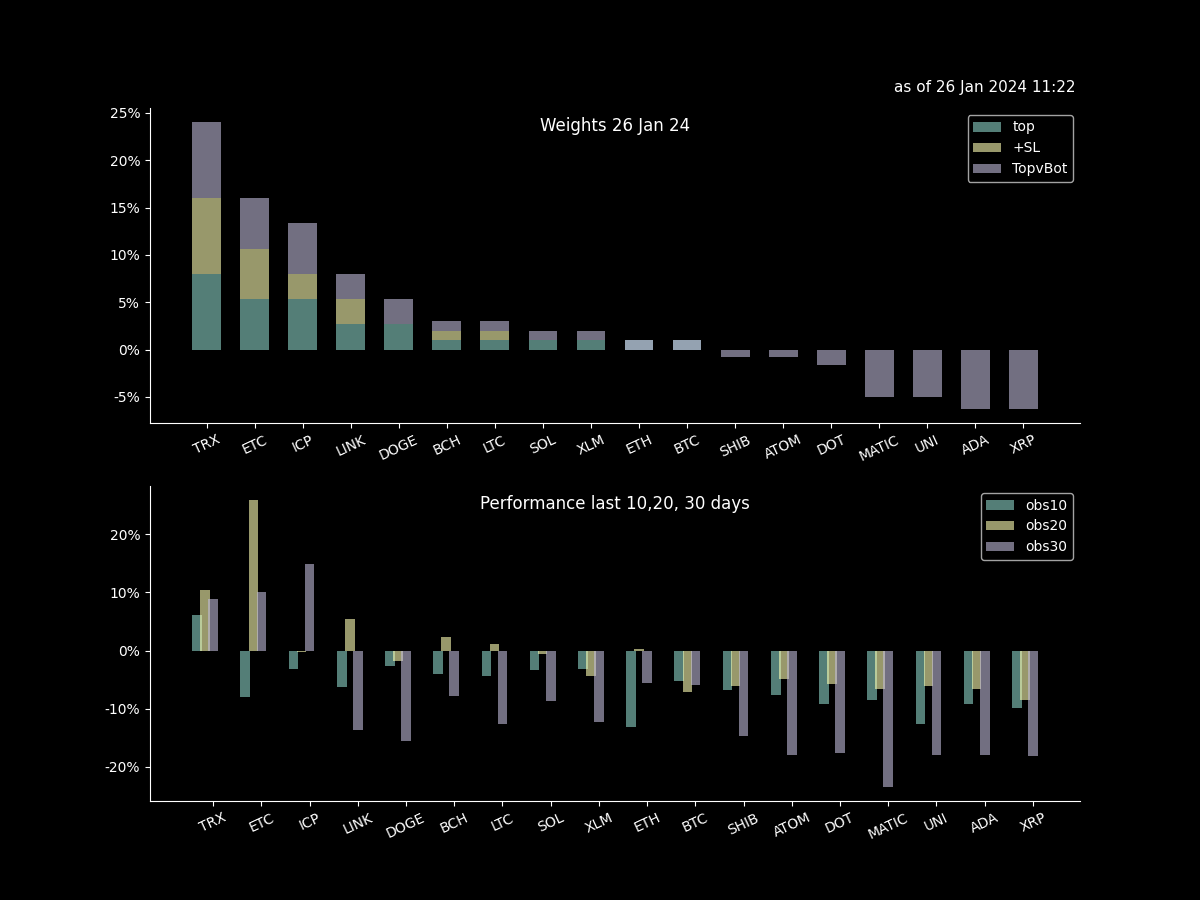 as of 26 Jan 2024 11:22
Weights 26 Jan 24
top
+SL
TopvBot
25%
20%
15%
10%
5%
0%
-5%
TRX ETC ICP LINK DOGE BCH LTC SOL XLM ETH BTC SHIB ATOM DOT MATIC UNI ADA XRP
Performance last 10,20, 30 days
obs10
obs20
obs30
20%
10%
0%
-10%
-20%
TRX ETC ICP LINK DOGE BCH LTC SOL XLM ETH BTC SHIB ATOM DOT MATIC UNI ADA XRP